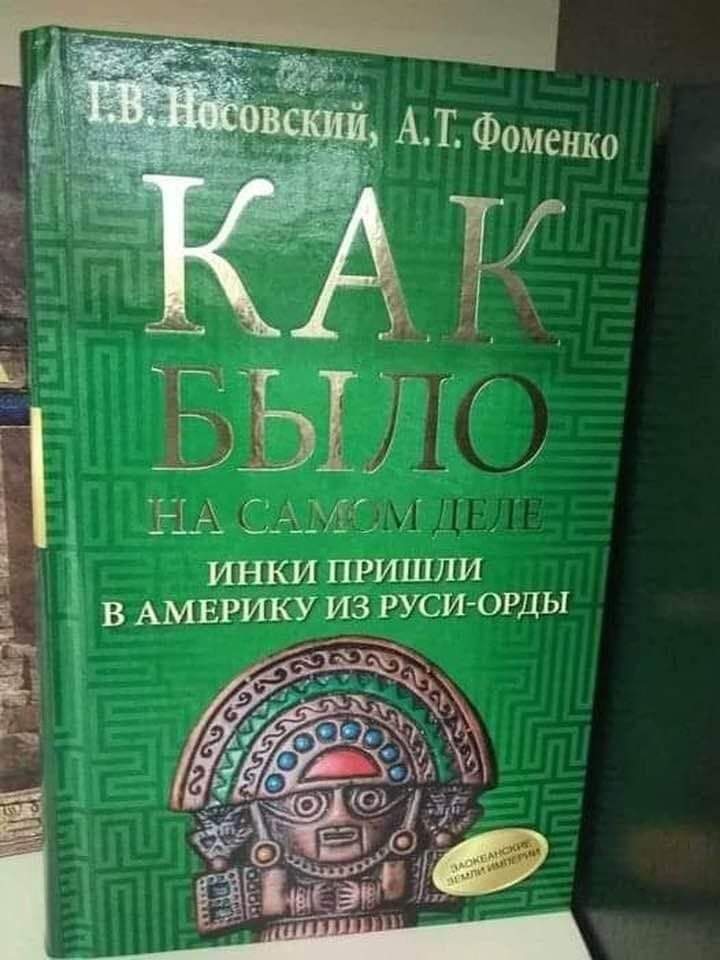 Г.В. Носовский, А.Т. Фоменко
КАК
БЫЛО
НА САМОМ ДЕЛЕ
ИНКИ ПРИШЛИ
В АМЕРИКУ ИЗ РУСИ-ОРДЫ
ЗАОКЕАНСКИЕ
ЗЕМЛИ ИМПЕРИИ